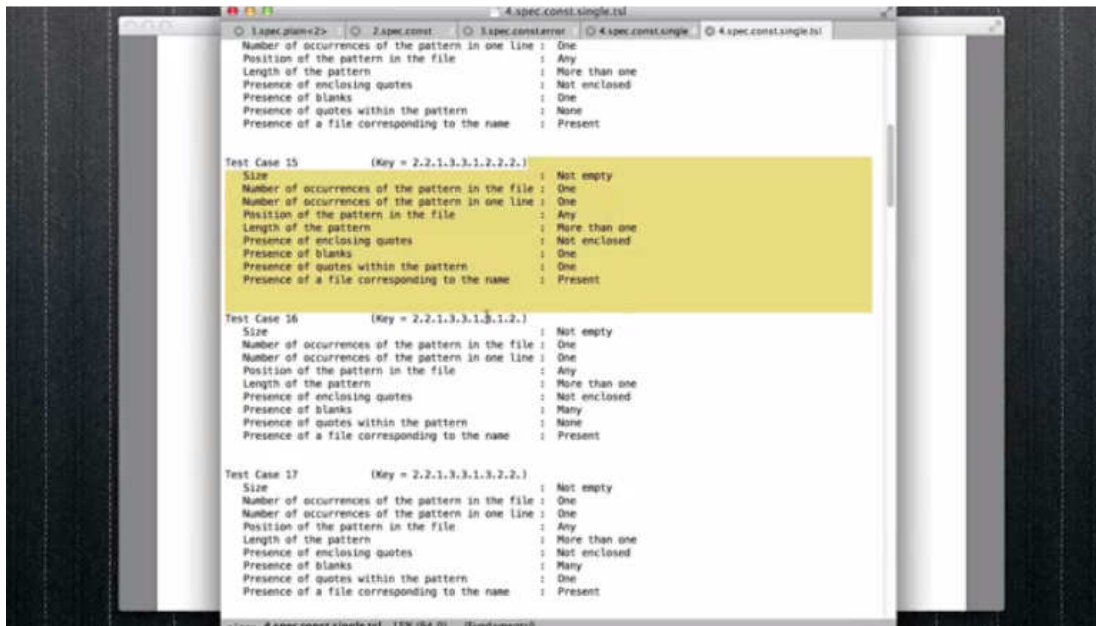 4.spec.const.single.tsl
1.spec.plain<2> 2.spec.const 3.spec.const.error 4.spec.const.single 4.spec.const.single.tsl
Number of occurrences of the pattern in one line : One
Position of the pattern in the file : Any
Length of the pattern : More than one
Presence of enclosing quotes : Not enclosed
Presence of blanks : One
Presence of quotes within the pattern : None
Presence of a file corresponding to the name : Present
Test Case 15 (Key = 2.2.1.3.3.1.2.2.2.)
Size : Not empty
Number of occurrences of the pattern in the file : One
Number of occurrences of the pattern in one line : One
Position of the pattern in the file : Any
Length of the pattern : More than one
Presence of enclosing quotes : Not enclosed
Presence of blanks : One
Presence of quotes within the pattern : One
Presence of a file corresponding to the name : Present
Test Case 16 (Key = 2.2.1.3.3.1.3.1.2.)
Size : Not empty
Number of occurrences of the pattern in the file : One
Number of occurrences of the pattern in one line : One
Position of the pattern in the file : Any
Length of the pattern : More than one
Presence of enclosing quotes : Not enclosed
Presence of blanks : Many
Presence of quotes within the pattern : None
Presence of a file corresponding to the name : Present
Test Case 17 (Key = 2.2.1.3.3.1.3.2.2.)
Size : Not empty
Number of occurrences of the pattern in the file : One
Number of occurrences of the pattern in one line : One
Position of the pattern in the file : Any
Length of the pattern : More than one
Presence of enclosing quotes : Not enclosed
Presence of blanks : Many
Presence of quotes within the pattern : One
Presence of a file corresponding to the name : Present
4.spec.const.single.tsl 15% (Fundamental)